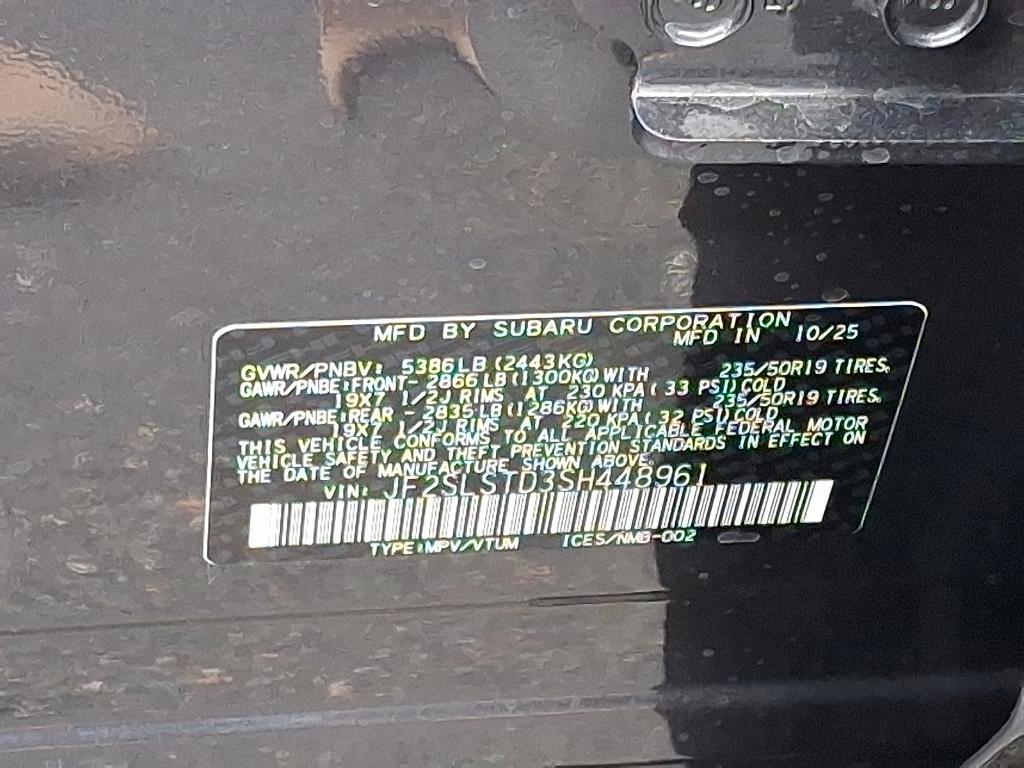 MFD BY SUBARU CORPORATION
MFD IN 10/25
GVWR/PNBV: 5386LB (2443KG)
GAWR/PNBE:FRONT- 2866LB(1300KG)WITH 235/50R19 TIRES.
19X7 1/2J RIMS AT 230 KPA( 33 PSI)COLD
GAWR/PNBE:REAR - 2835LB(1286KG)WITH 235/50R19 TIRES.
19X7 1/2J RIMS AT 220 KPA( 32 PSI)COLD
THIS VEHICLE CONFORMS TO ALL APPLICABLE FEDERAL MOTOR
VEHICLE SAFETY AND THEFT PREVENTION STANDARDS IN EFFECT ON
THE DATE OF MANUFACTURE SHOWN ABOVE.
VIN: JF2SLSTD3SH448961
TYPE:MPV/VTUM ICES/NMB-002